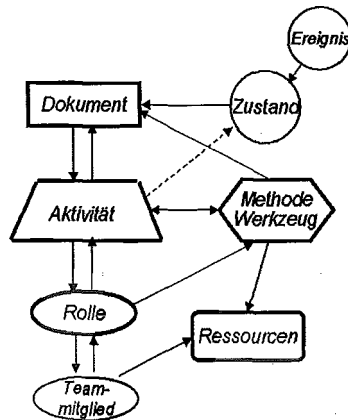 Ereignis
Dokument
Zustand
Aktivität
Methode
Werkzeug
Rolle
Ressourcen
Team-
mitglied